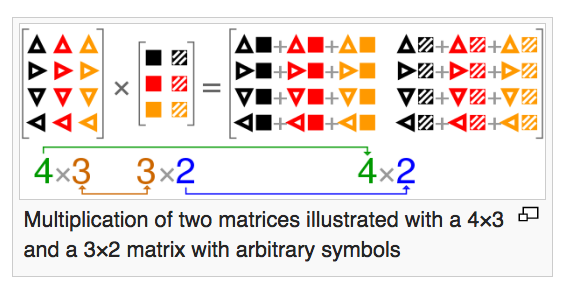 4×3 3×2 4×2
Multiplication of two matrices illustrated with a 4×3
and a 3×2 matrix with arbitrary symbols